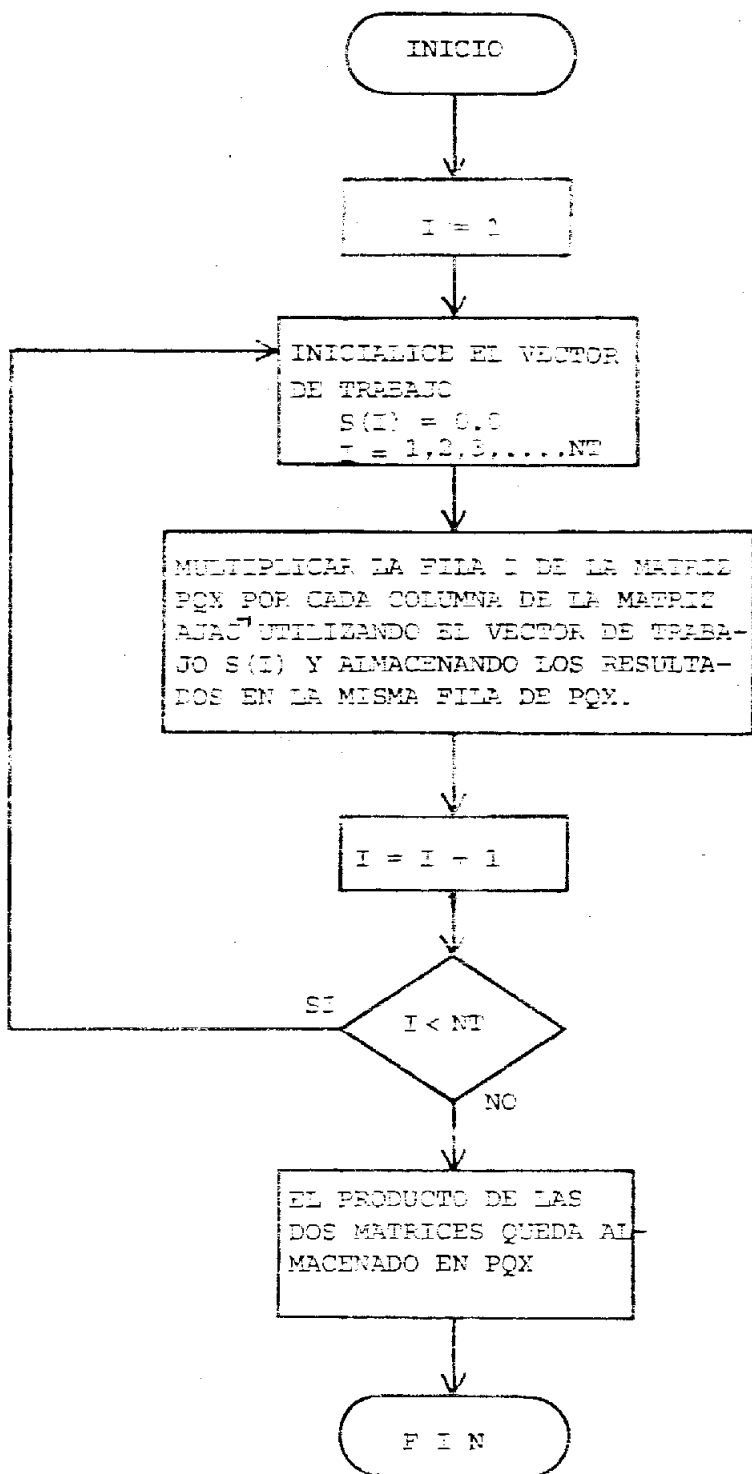 INICIO
I = 1
INICIALICE EL VECTOR
DE TRABAJO
S(I) = 0.0
I = 1,2,3,....NT
MULTIPLICAR LA FILA I DE LA MATRIZ
PQX POR CADA COLUMNA DE LA MATRIZ
UTILIZANDO EL VECTOR DE TRABA-
JO S(I) Y ALMACENANDO LOS RESULTA-
DOS EN LA MISMA FILA DE PQX.
I = I - 1
SI
I < NT
NO
EL PRODUCTO DE LAS
DOS MATRICES QUEDA AL-
MACENADO EN PQX
F I N